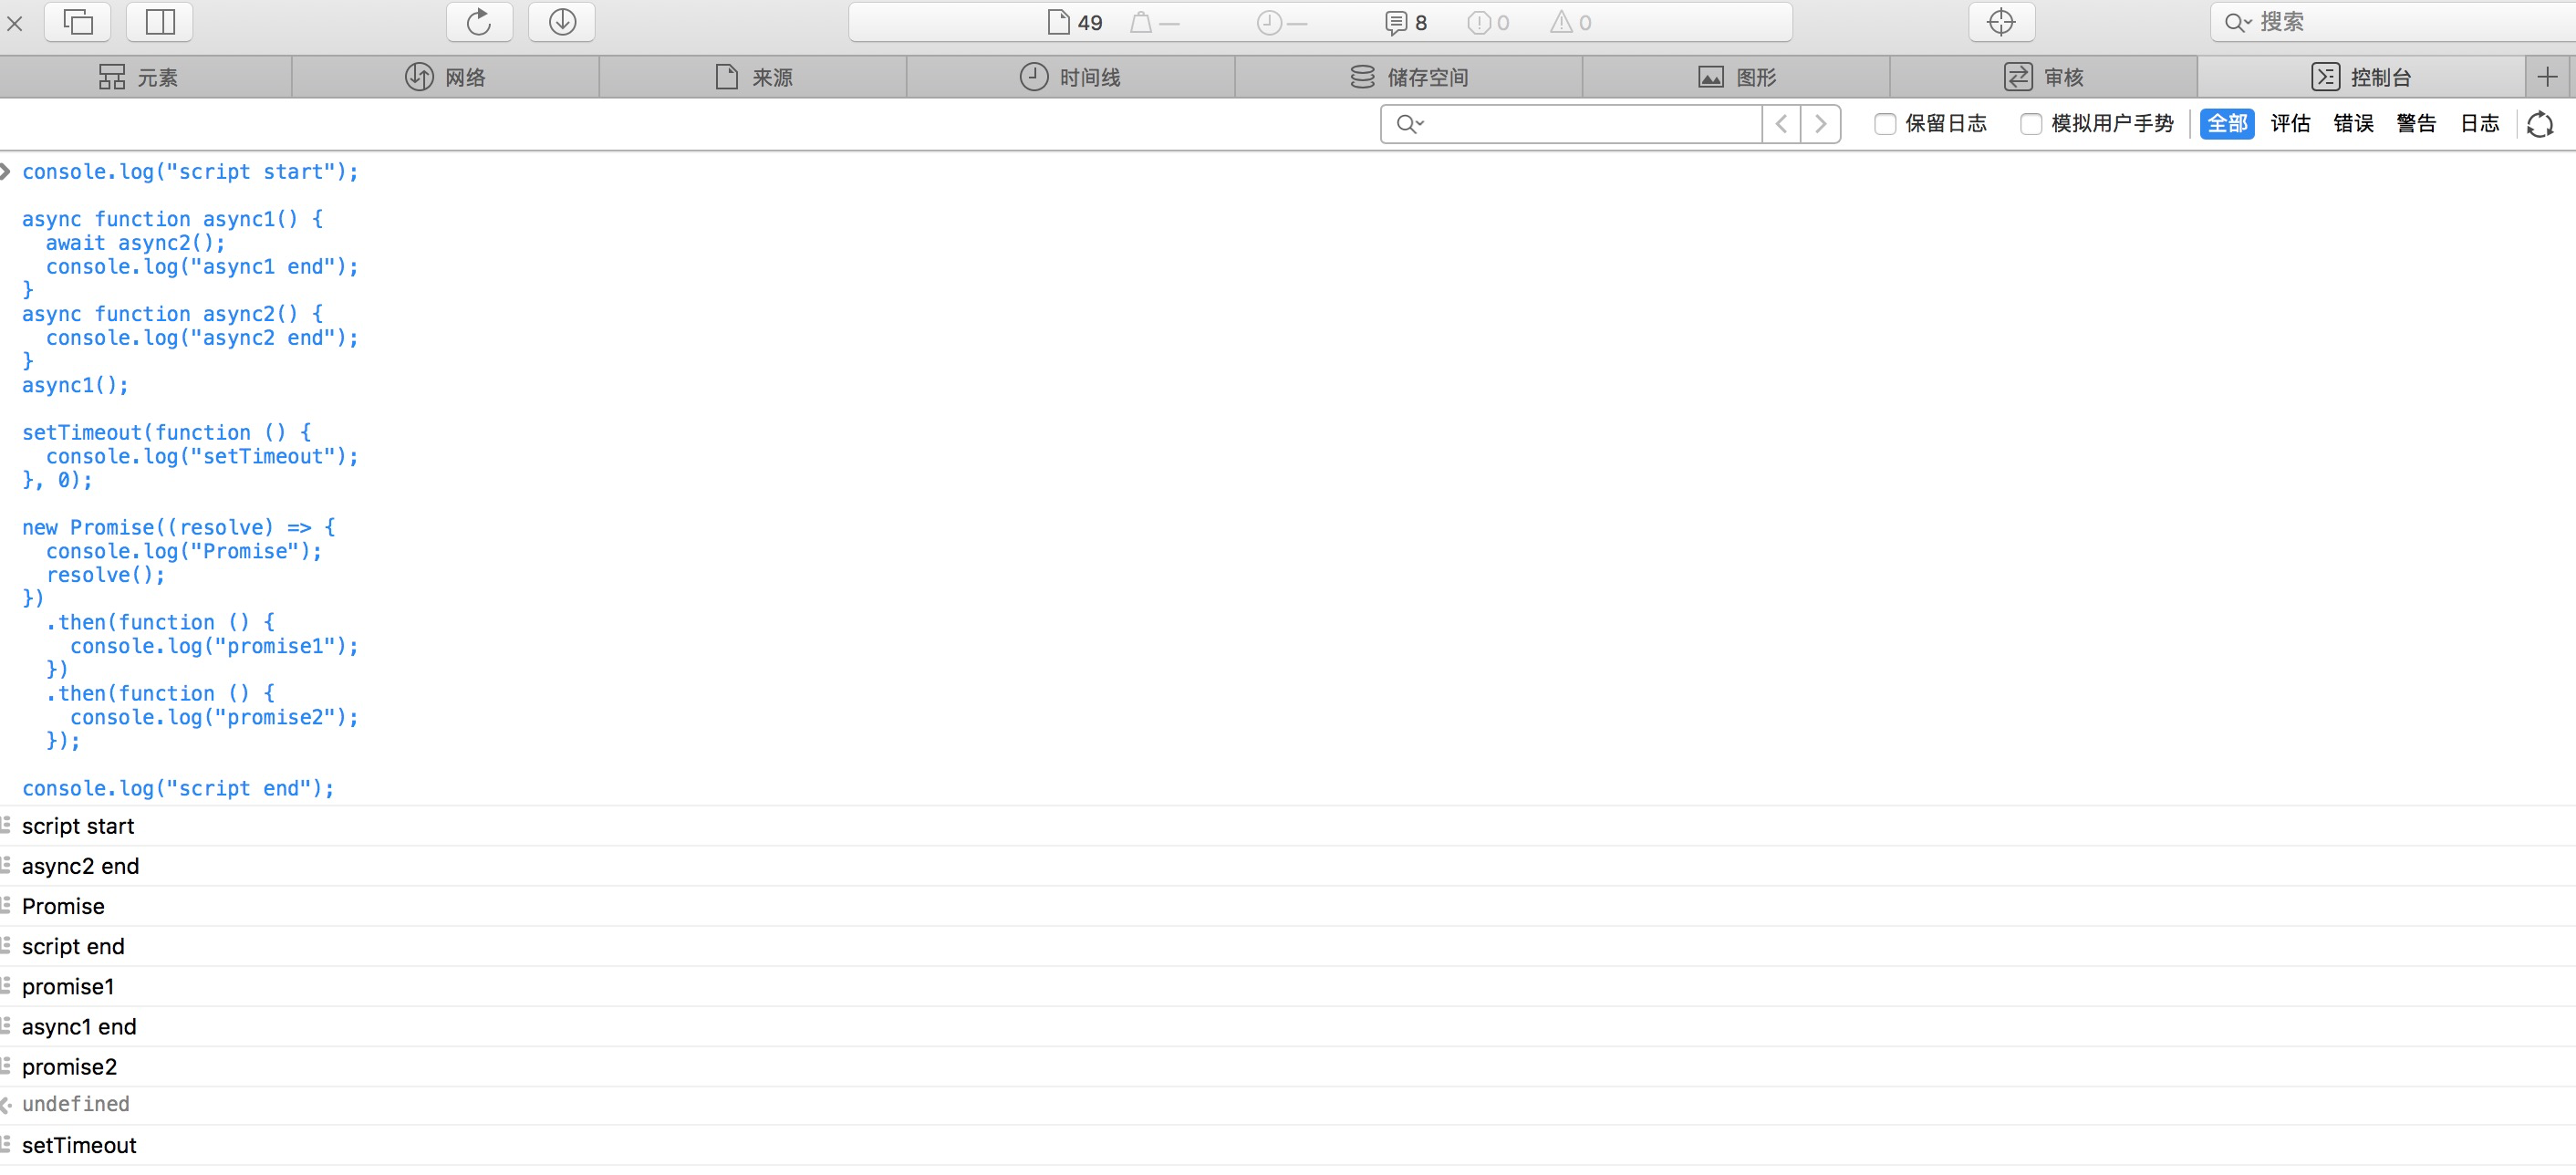 49 — — 8 0 0 搜索
元素 网络 来源 时间线 储存空间 图形 审核 控制台
保留日志 模拟用户手势 全部 评估 错误 警告 日志
console.log("script start");
async function async1() {
  await async2();
  console.log("async1 end");
}
async function async2() {
  console.log("async2 end");
}
async1();
setTimeout(function () {
  console.log("setTimeout");
}, 0);
new Promise((resolve) => {
  console.log("Promise");
  resolve();
})
  .then(function () {
    console.log("promise1");
  })
  .then(function () {
    console.log("promise2");
  });
console.log("script end");
script start
async2 end
Promise
script end
promise1
async1 end
promise2
undefined
setTimeout